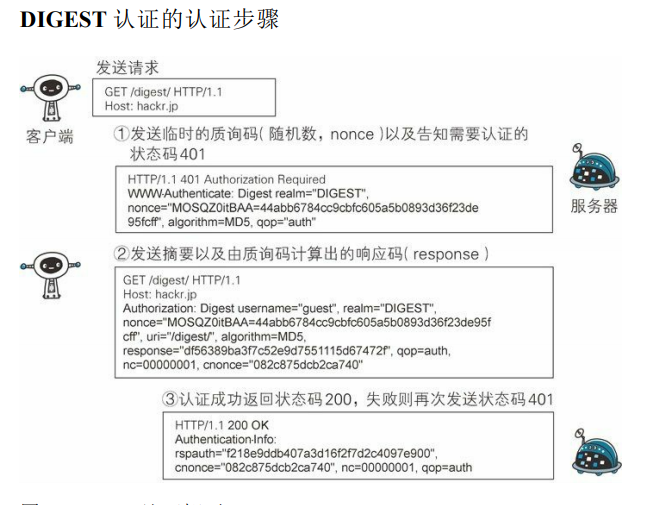 DIGEST 认证的认证步骤
发送请求
GET /digest/ HTTP/1.1
Host: hackr.jp
客户端
①发送临时的质询码(随机数，nonce)以及告知需要认证的
状态码401
HTTP/1.1 401 Authorization Required
WWW-Authenticate: Digest realm="DIGEST",
nonce="MOSQZ0itBAA=44abb6784cc9cbfc605a5b0893d36f23de
95fcff", algorithm=MD5, qop="auth"
服务器
②发送摘要以及由质询码计算出的响应码(response)
GET /digest/ HTTP/1.1
Host: hackr.jp
Authorization: Digest username="guest", realm="DIGEST",
nonce="MOSQZ0itBAA=44abb6784cc9cbfc605a5b0893d36f23de95f
cff", uri="/digest/", algorithm=MD5,
response="df56389ba3f7c52e9d7551115d67472f", qop=auth,
nc=00000001, cnonce="082c875dcb2ca740"
③认证成功返回状态码200，失败则再次发送状态码401
HTTP/1.1 200 OK
Authentication-Info:
rspauth="f218e9ddb407a3d16f2f7d2c4097e900",
cnonce="082c875dcb2ca740", nc=00000001, qop=auth